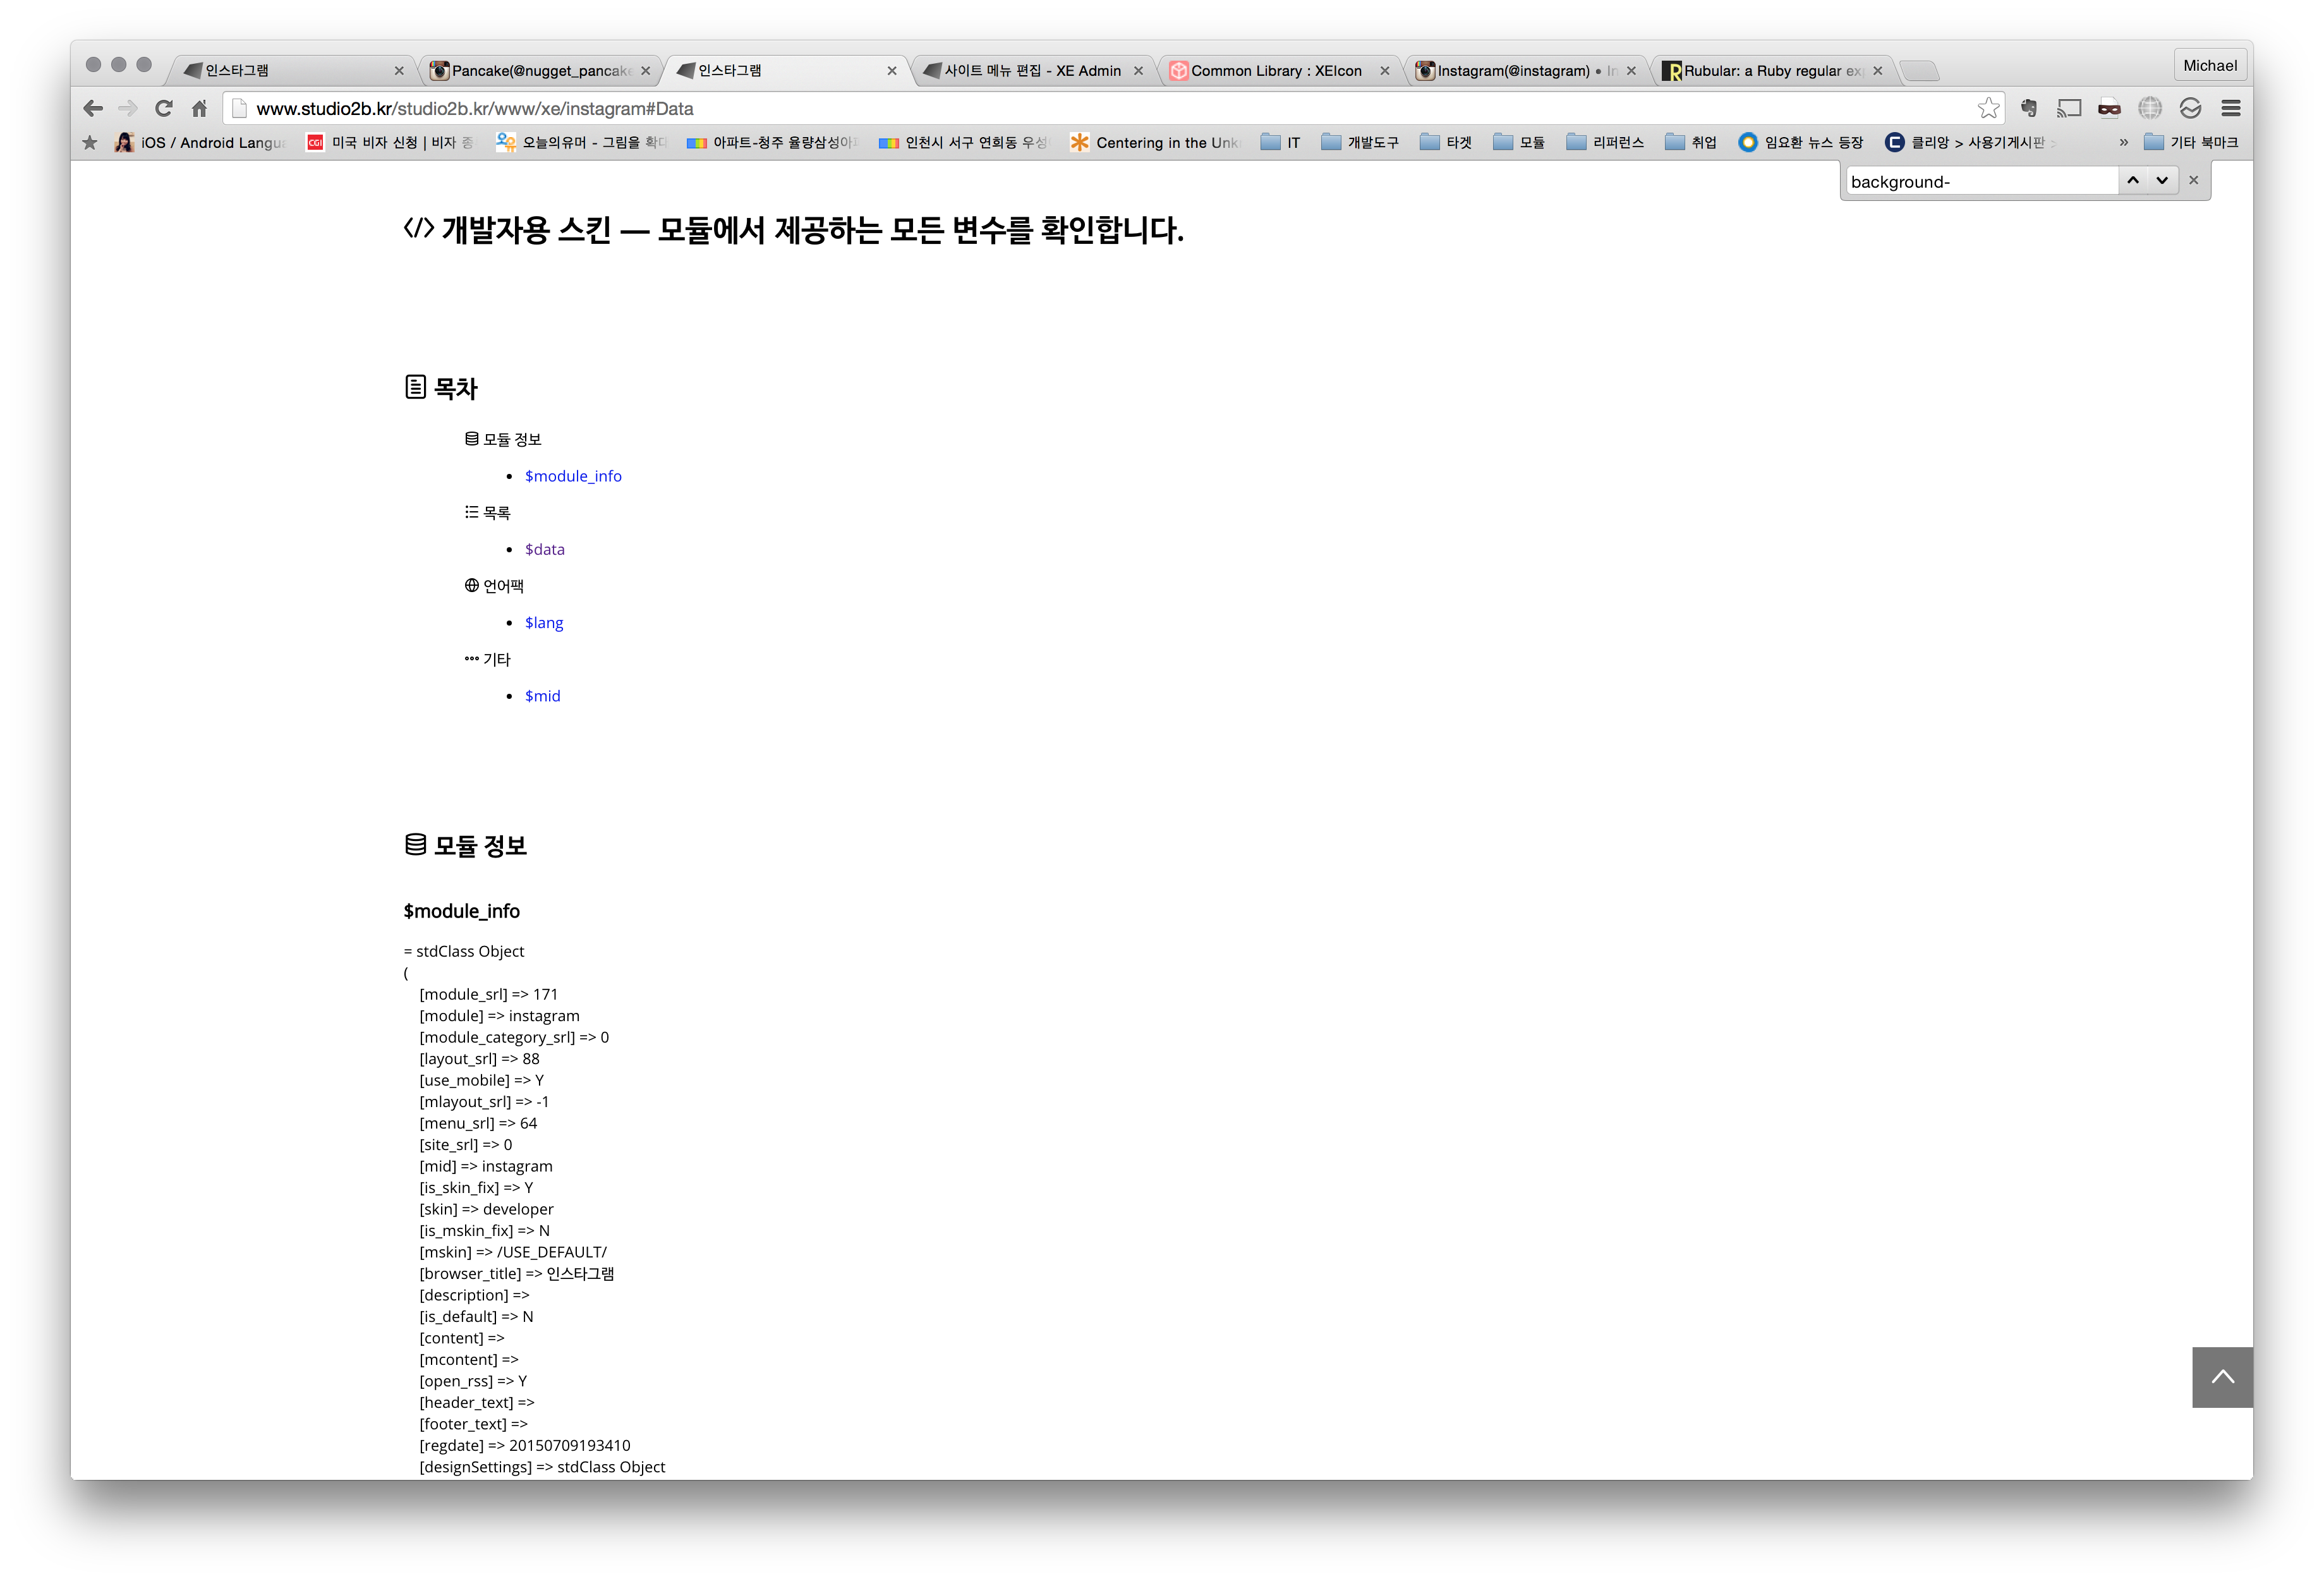 인스타그램
Pancake(@nugget_pancake
인스타그램
사이트 메뉴 편집 - XE Admin
Common Library : XEIcon
Instagram(@instagram) • In
Rubular: a Ruby regular ex
Michael
www.studio2b.kr/studio2b.kr/www/xe/instagram#Data
iOS / Android Langu
CGI 미국 비자 신청 | 비자 종
오늘의유머 - 그림을 확대
아파트-청주 율량삼성아파
인천시 서구 연희동 우성
Centering in the Unk
IT
개발도구
타겟
모듈
리퍼런스
취업
임요환 뉴스 등장
클리앙 > 사용기게시판 >
»
기타 북마크
background-
</> 개발자용 스킨 — 모듈에서 제공하는 모든 변수를 확인합니다.
목차
모듈 정보
• $module_info
목록
• $data
언어팩
• $lang
기타
• $mid
모듈 정보
$module_info
= stdClass Object
(
[module_srl] => 171
[module] => instagram
[module_category_srl] => 0
[layout_srl] => 88
[use_mobile] => Y
[mlayout_srl] => -1
[menu_srl] => 64
[site_srl] => 0
[mid] => instagram
[is_skin_fix] => Y
[skin] => developer
[is_mskin_fix] => N
[mskin] => /USE_DEFAULT/
[browser_title] => 인스타그램
[description] =>
[is_default] => N
[content] =>
[mcontent] =>
[open_rss] => Y
[header_text] =>
[footer_text] =>
[regdate] => 20150709193410
[designSettings] => stdClass Object